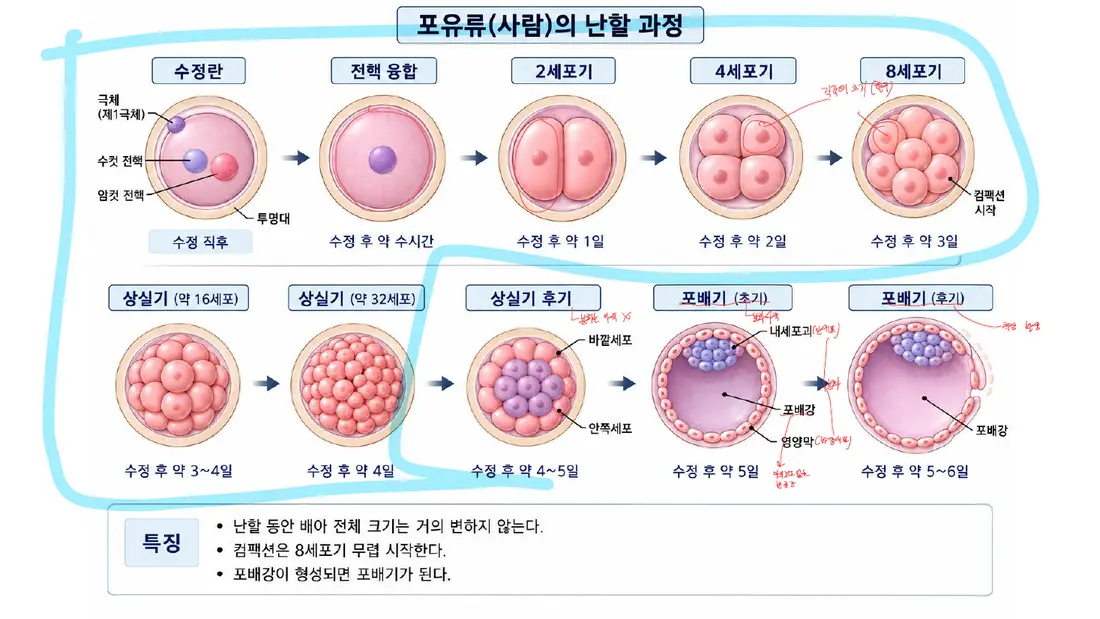 포유류(사람)의 난할 과정
수정란
전핵 융합
2세포기
4세포기
8세포기
극체
(제1극체)
수컷 전핵
암컷 전핵
투명대
각각의 크기
컴팩션
시작
수정 직후
수정 후 약 수시간
수정 후 약 1일
수정 후 약 2일
수정 후 약 3일
상실기 (약 16세포)
상실기 (약 32세포)
상실기 후기
포배기 (초기)
포배기 (후기)
바깥세포
안쪽세포
내세포괴
포배강
영양막
포배강
수정 후 약 3~4일
수정 후 약 4일
수정 후 약 4~5일
수정 후 약 5일
수정 후 약 5~6일
특징
• 난할 동안 배아 전체 크기는 거의 변하지 않는다.
• 컴팩션은 8세포기 무렵 시작한다.
• 포배강이 형성되면 포배기가 된다.